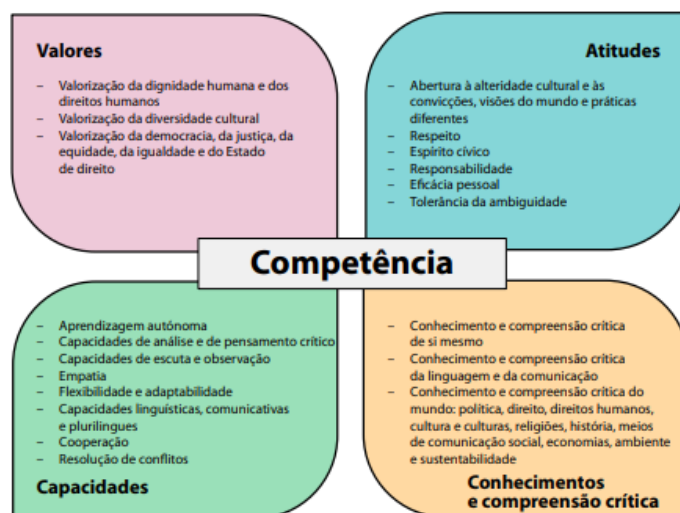 Valores
– Valorização da dignidade humana e dos
direitos humanos
– Valorização da diversidade cultural
– Valorização da democracia, da justiça, da
equidade, da igualdade e do Estado
de direito
Atitudes
– Abertura à alteridade cultural e às
convicções, visões do mundo e práticas
diferentes
– Respeito
– Espírito cívico
– Responsabilidade
– Eficácia pessoal
– Tolerância da ambiguidade
Competência
– Aprendizagem autónoma
– Capacidades de análise e de pensamento crítico
– Capacidades de escuta e observação
– Empatia
– Flexibilidade e adaptabilidade
– Capacidades linguísticas, comunicativas
e plurilingues
– Cooperação
– Resolução de conflitos
Capacidades
– Conhecimento e compreensão crítica
de si mesmo
– Conhecimento e compreensão crítica
da linguagem e da comunicação
– Conhecimento e compreensão crítica do
mundo: política, direito, direitos humanos,
cultura e culturas, religiões, história, meios
de comunicação social, economias, ambiente
e sustentabilidade
Conhecimentos
e compreensão crítica